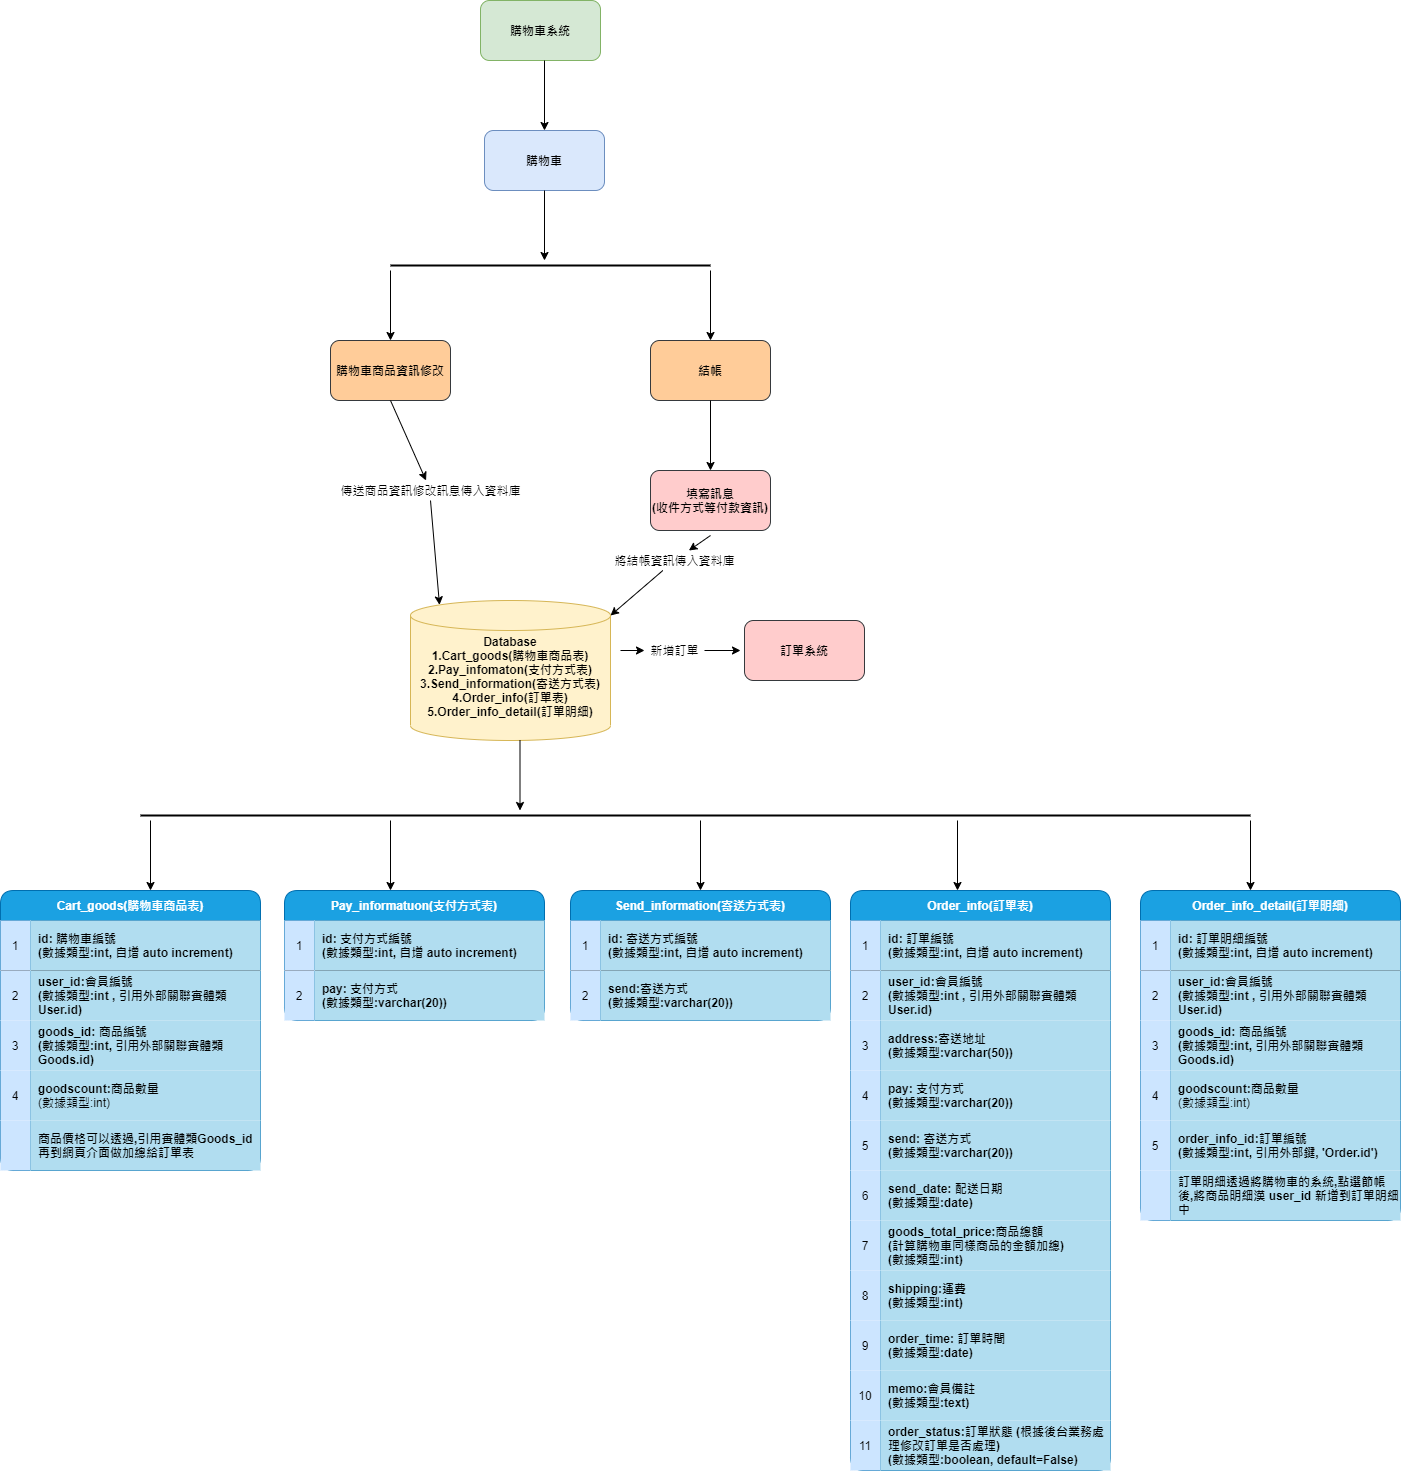 購物車系統
購物車
購物車商品資訊修改
結帳
傳送商品資訊修改訊息傳入資料庫
填寫訊息
(收件方式等付款資訊)
將結帳資訊傳入資料庫
Database
1.Cart_goods(購物車商品表)
2.Pay_infomaton(支付方式表)
3.Send_information(寄送方式表)
4.Order_info(訂單表)
5.Order_info_detail(訂單明細)
新增訂單
訂單系統
Cart_goods(購物車商品表)
1
id: 購物車編號
(數據類型:int, 自增 auto increment)
2
user_id:會員編號
(數據類型:int , 引用外部關聯實體類
User.id)
3
goods_id: 商品編號
(數據類型:int, 引用外部關聯實體類
Goods.id)
4
goodscount:商品數量
(數據類型:int)
商品價格可以透過,引用實體類Goods_id
再到網頁介面做加總給訂單表
Pay_informatuon(支付方式表)
1
id: 支付方式編號
(數據類型:int, 自增 auto increment)
2
pay: 支付方式
(數據類型:varchar(20))
Send_information(寄送方式表)
1
id: 寄送方式編號
(數據類型:int, 自增 auto increment)
2
send:寄送方式
(數據類型:varchar(20))
Order_info(訂單表)
1
id: 訂單編號
(數據類型:int, 自增 auto increment)
2
user_id:會員編號
(數據類型:int , 引用外部關聯實體類
User.id)
3
address:寄送地址
(數據類型:varchar(50))
4
pay: 支付方式
(數據類型:varchar(20))
5
send: 寄送方式
(數據類型:varchar(20))
6
send_date: 配送日期
(數據類型:date)
7
goods_total_price:商品總額
(計算購物車同樣商品的金額加總)
(數據類型:int)
8
shipping:運費
(數據類型:int)
9
order_time: 訂單時間
(數據類型:date)
10
memo:會員備註
(數據類型:text)
11
order_status:訂單狀態 (根據後台業務處
理修改訂單是否處理)
(數據類型:boolean, default=False)
Order_info_detail(訂單明細)
1
id: 訂單明細編號
(數據類型:int, 自增 auto increment)
2
user_id:會員編號
(數據類型:int , 引用外部關聯實體類
User.id)
3
goods_id: 商品編號
(數據類型:int, 引用外部關聯實體類
Goods.id)
4
goodscount:商品數量
(數據類型:int)
5
order_info_id:訂單編號
(數據類型:int, 引用外部鍵, 'Order.id')
訂單明細透過將購物車的系統,點選節帳
後,將商品明細漠 user_id 新增到訂單明細
中